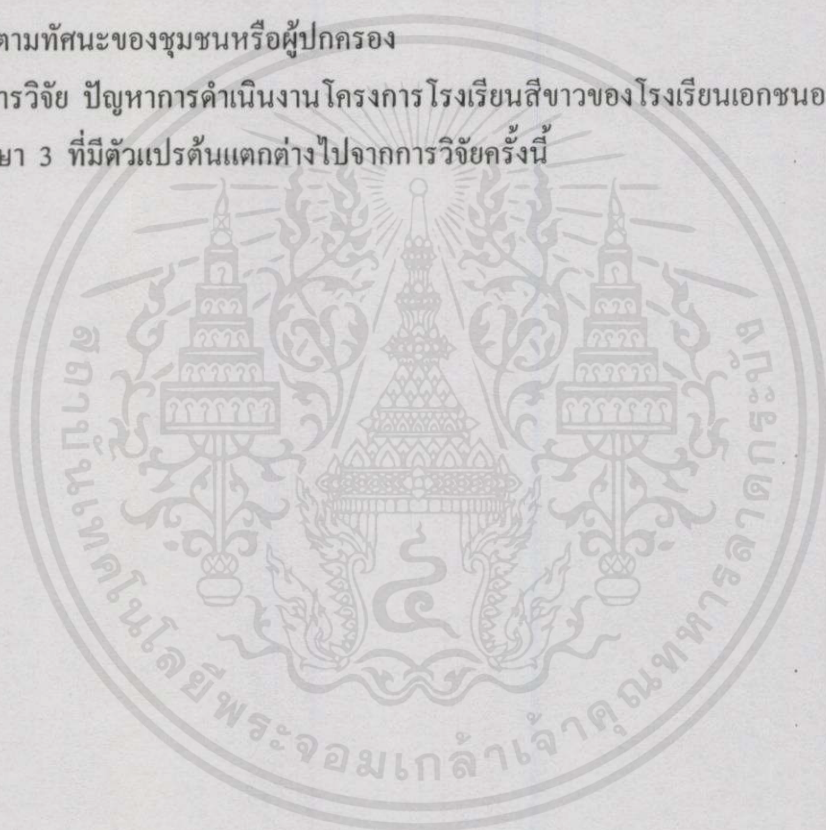 ตามทัศนะของชุมชนหรือผู้ปกครอง
ารวิจัย ปัญหาการดำเนินงานโครงการโรงเรียนสีขาวของโรงเรียนเอกชนอ
ษา 3 ที่มีตัวแปรต้นแตกต่างไปจากการวิจัยครั้งนี้
สถาบันเทคโนโลยีพระจอมเกล้าเจ้าคุณทหารลาดกระบัง